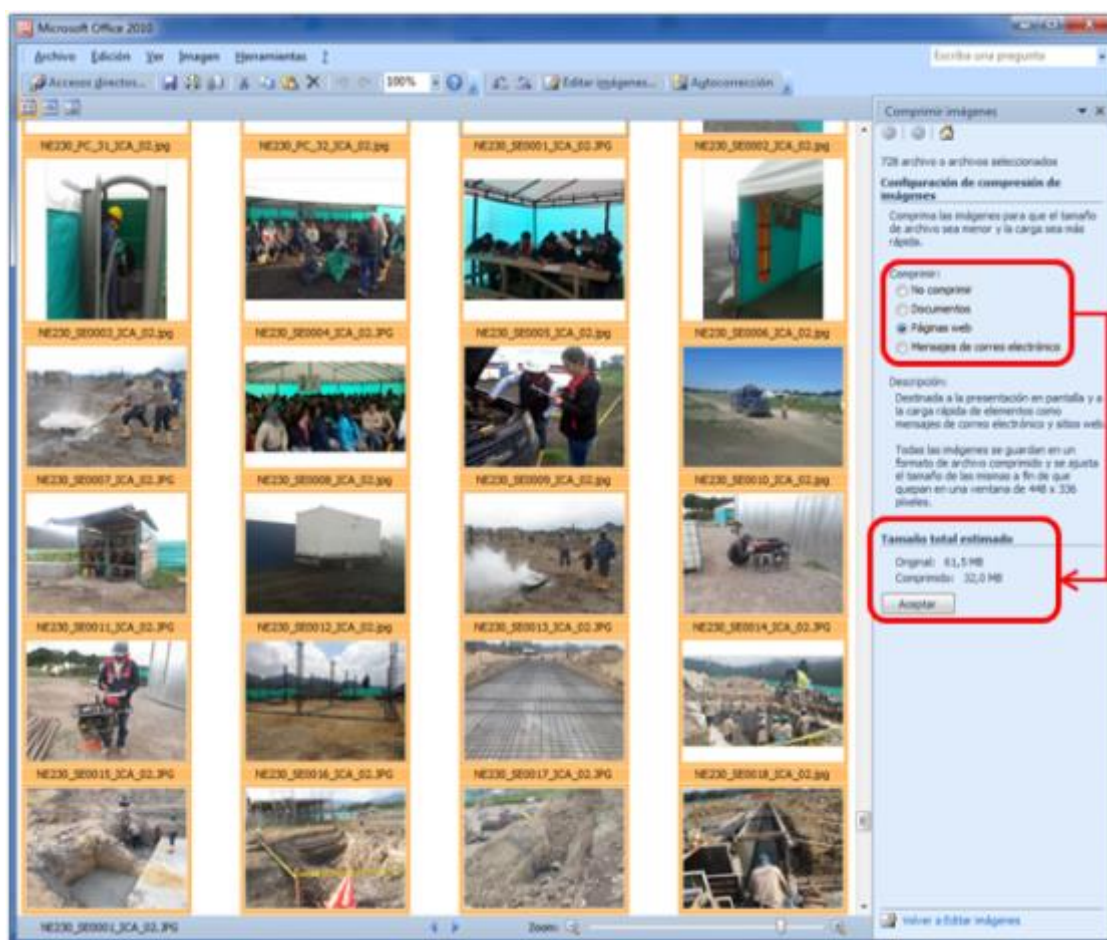 Microsoft Office 2010
Archivo Edición Ver Imagen Herramientas ?
Escriba una pregunta
Accesos directos... 100% Editar imágenes... Autocorrección
Comprimir imágenes
NE230_PC_31_ICA_02.jpg NE230_PC_32_ICA_02.jpg NE230_SE0001_ICA_02.JPG NE230_SE0002_ICA_02.jpg
728 archivo o archivos seleccionados
Configuración de compresión de
imágenes
Comprima las imágenes para que el tamaño
de archivo sea menor y la carga sea más
rápida.
Comprimir:
No comprimir
Documentos
Páginas web
Mensajes de correo electrónico
NE230_SE0003_ICA_02.jpg NE230_SE0004_ICA_02.JPG NE230_SE0005_ICA_02.jpg NE230_SE0006_ICA_02.jpg
Descripción:
Destinada a la presentación en pantalla y a
la carga rápida de elementos como
mensajes de correo electrónico y sitios web.
Todas las imágenes se guardan en un
formato de archivo comprimido y se ajusta
el tamaño de las mismas a fin de que
quepan en una ventana de 448 x 336
píxeles.
NE230_SE0007_ICA_02.JPG NE230_SE0008_ICA_02.jpg NE230_SE0009_ICA_02.jpg NE230_SE0010_ICA_02.jpg
Tamaño total estimado
Original: 61,5 MB
Comprimido: 32,0 MB
Aceptar
NE230_SE0011_ICA_02.JPG NE230_SE0012_ICA_02.jpg NE230_SE0013_ICA_02.JPG NE230_SE0014_ICA_02.JPG
NE230_SE0015_ICA_02.JPG NE230_SE0016_ICA_02.JPG NE230_SE0017_ICA_02.JPG NE230_SE0018_ICA_02.jpg
Volver a Editar imágenes
NE230_SE0001_ICA_02.JPG Zoom: